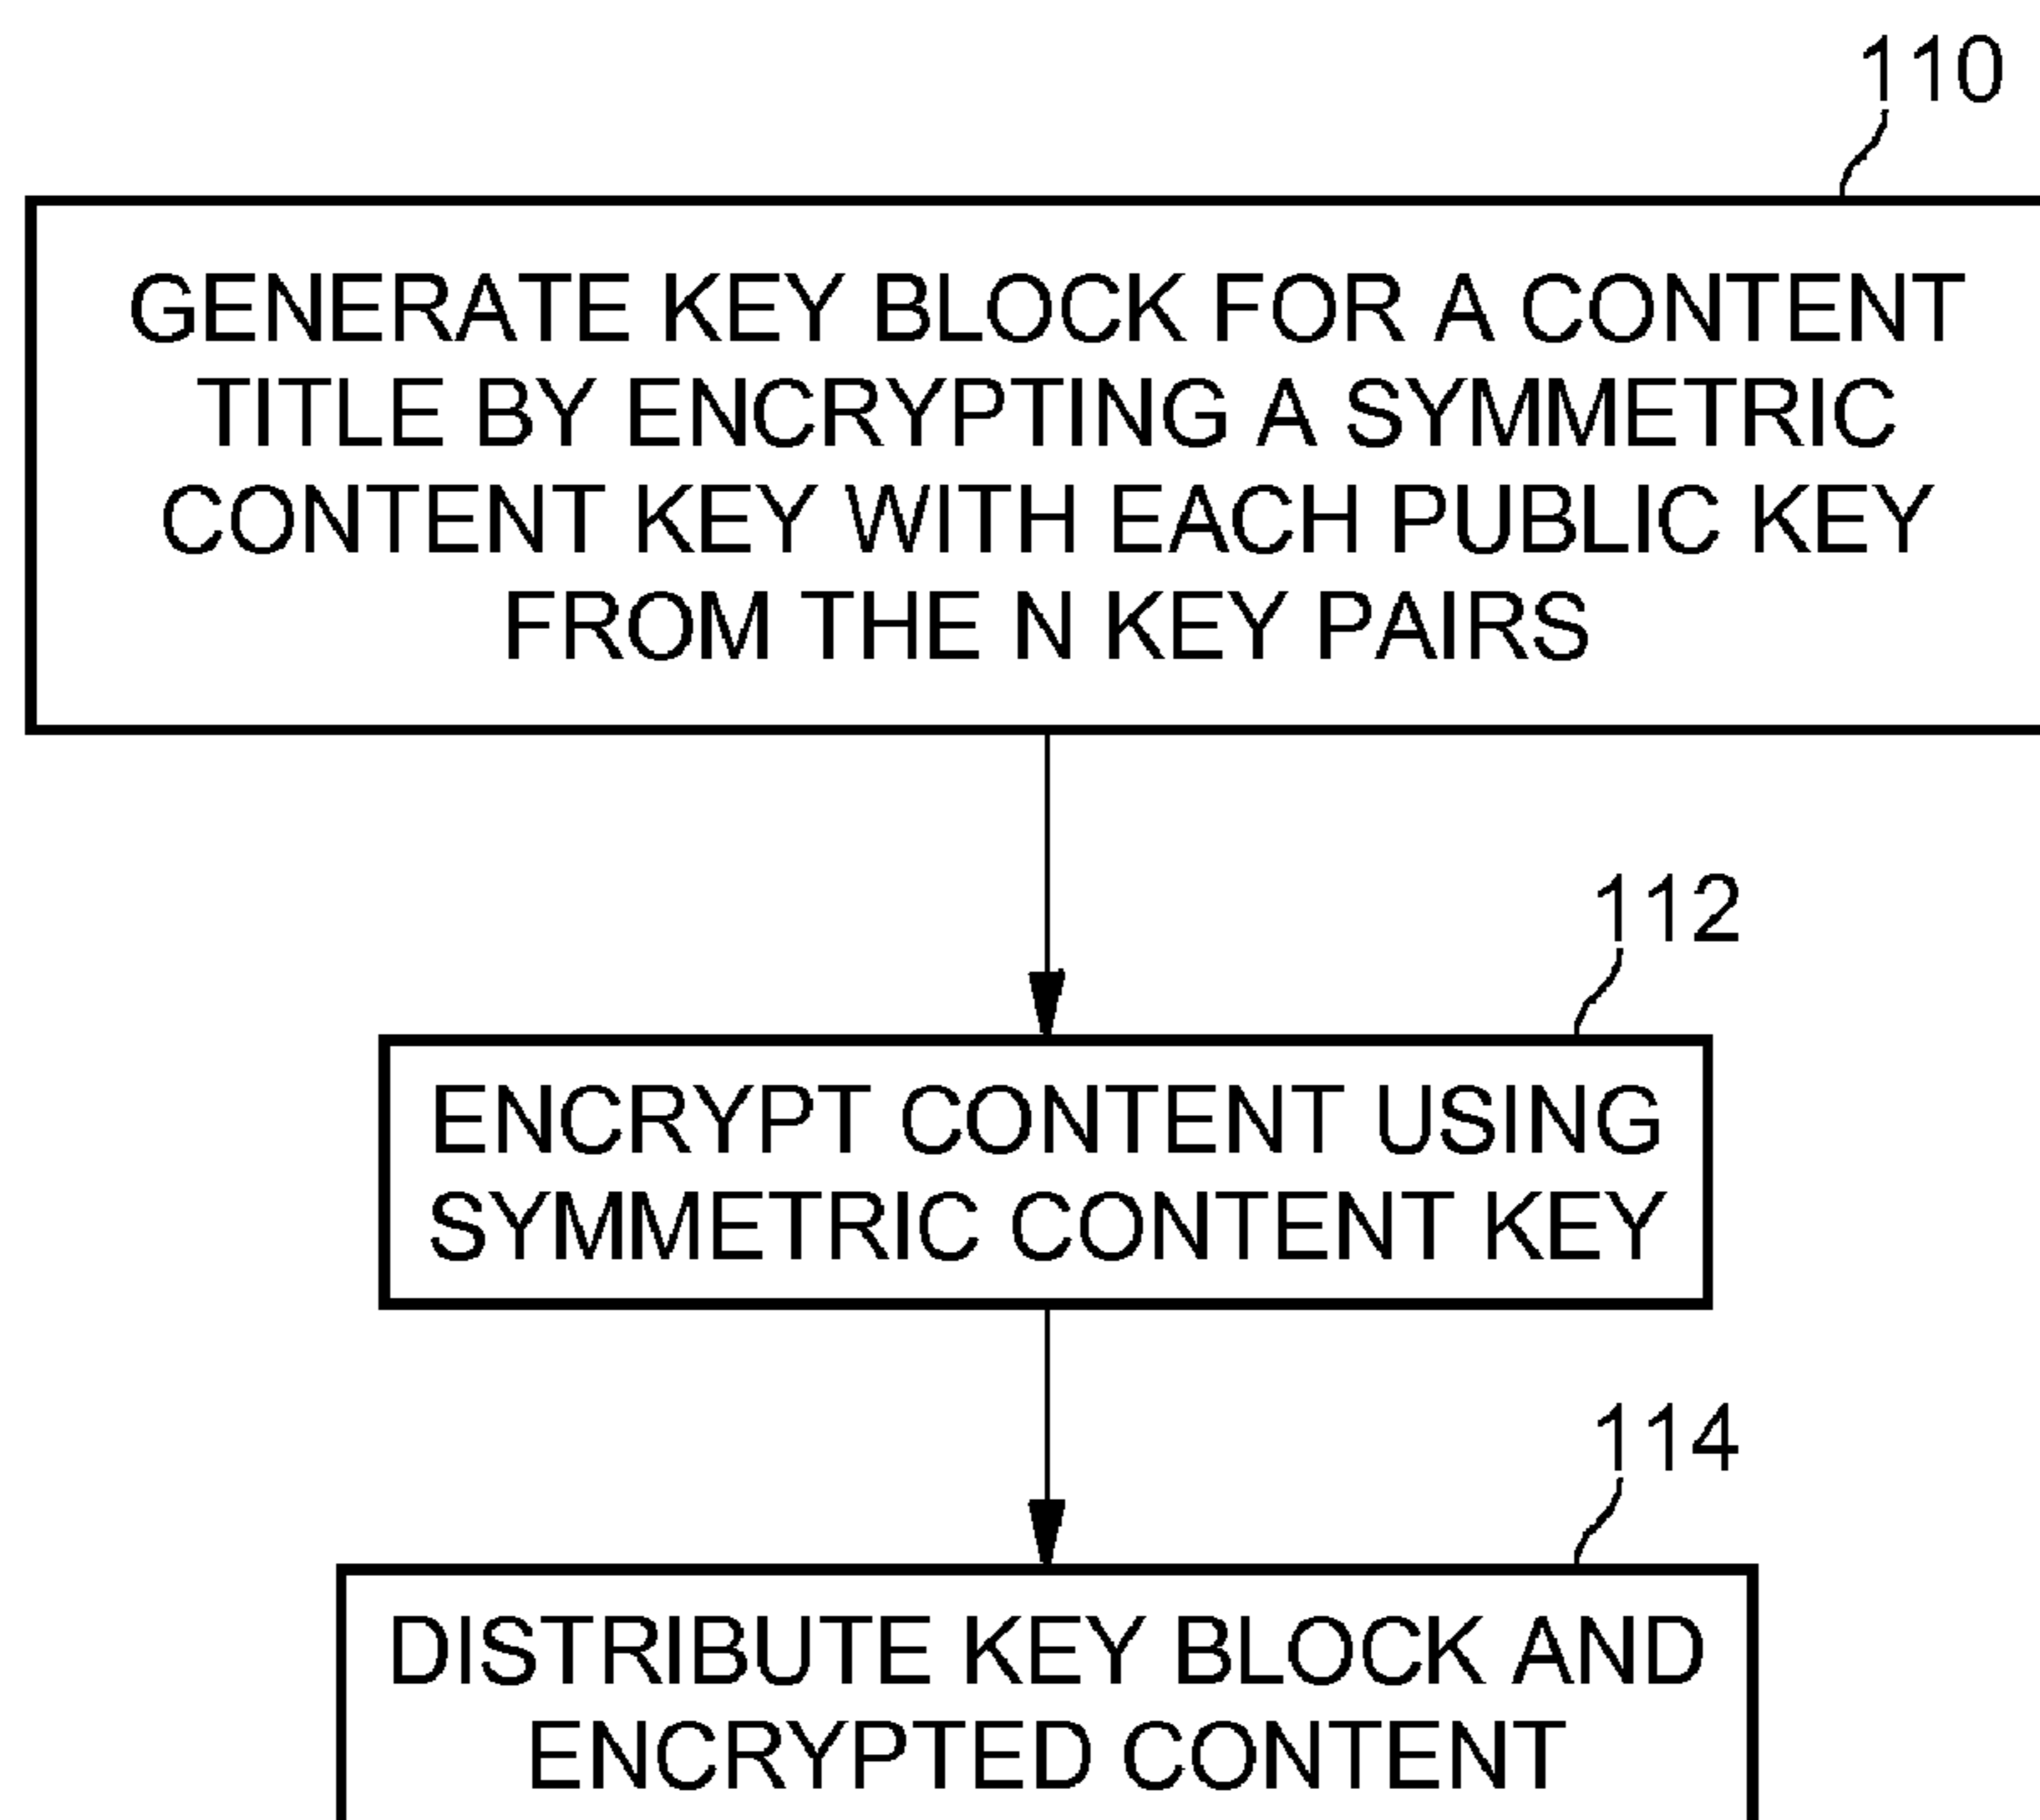 110
GENERATE KEY BLOCK FOR A CONTENT
TITLE BY ENCRYPTING A SYMMETRIC
CONTENT KEY WITH EACH PUBLIC KEY
FROM THE N KEY PAIRS
112
ENCRYPT CONTENT USING
SYMMETRIC CONTENT KEY
114
DISTRIBUTE KEY BLOCK AND
ENCRYPTED CONTENT